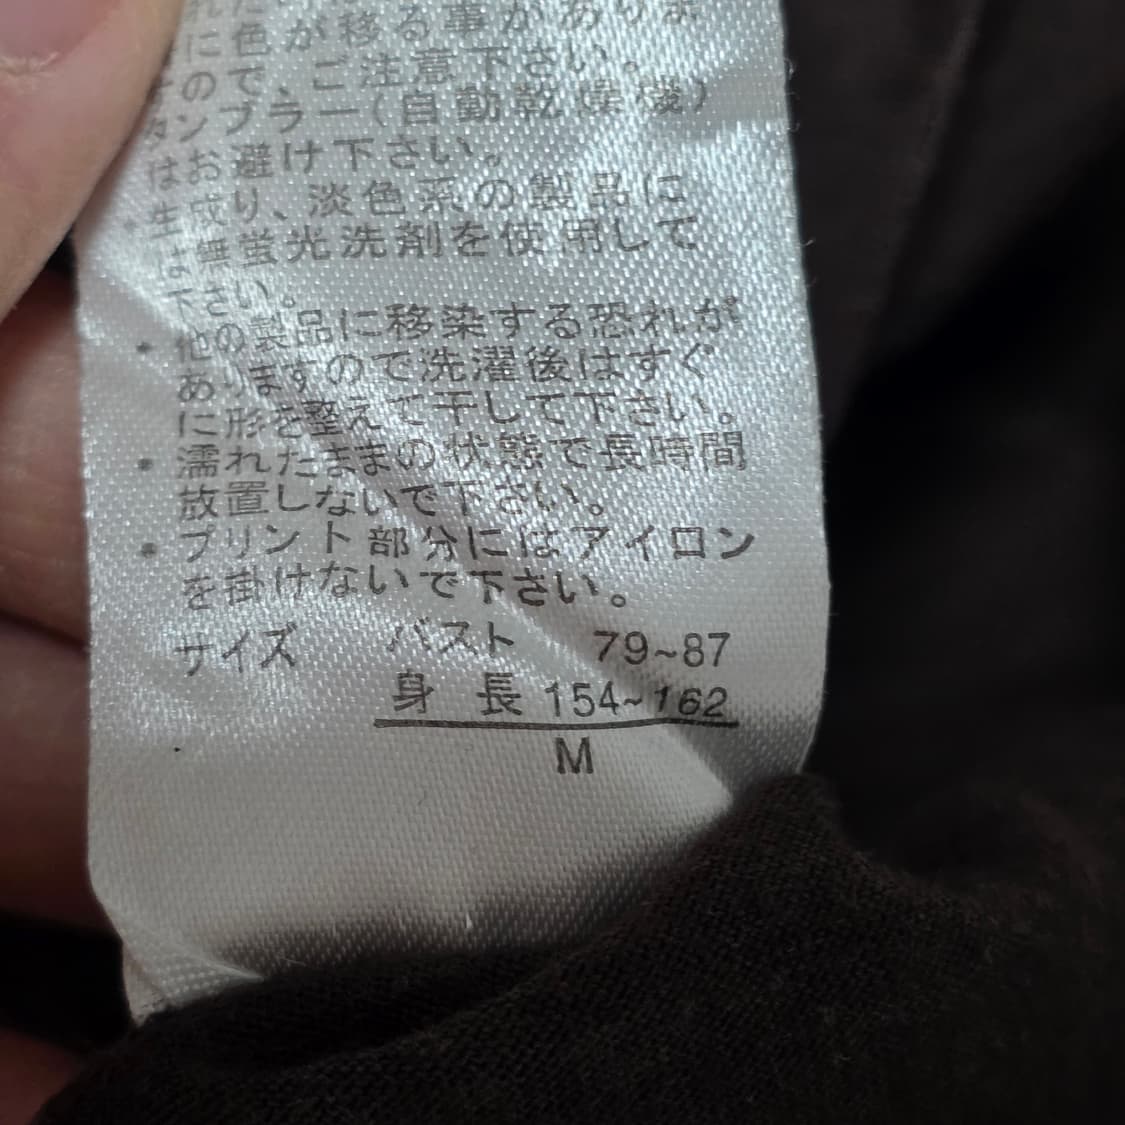 に色が移る事がありま
すので、ご注意下さい。
タンブラー(自動乾燥機)
はお避け下さい。
・生成り、淡色系の製品に
は無蛍光洗剤を使用して
下さい。
・他の製品に移染する恐れが
ありますので洗濯後はすぐ
に形を整えて干して下さい。
・濡れたままの状態で長時間
放置しないで下さい。
・プリント部分にはアイロン
を掛けないで下さい。
サイズ バスト 79~87
身 長 154~162
M